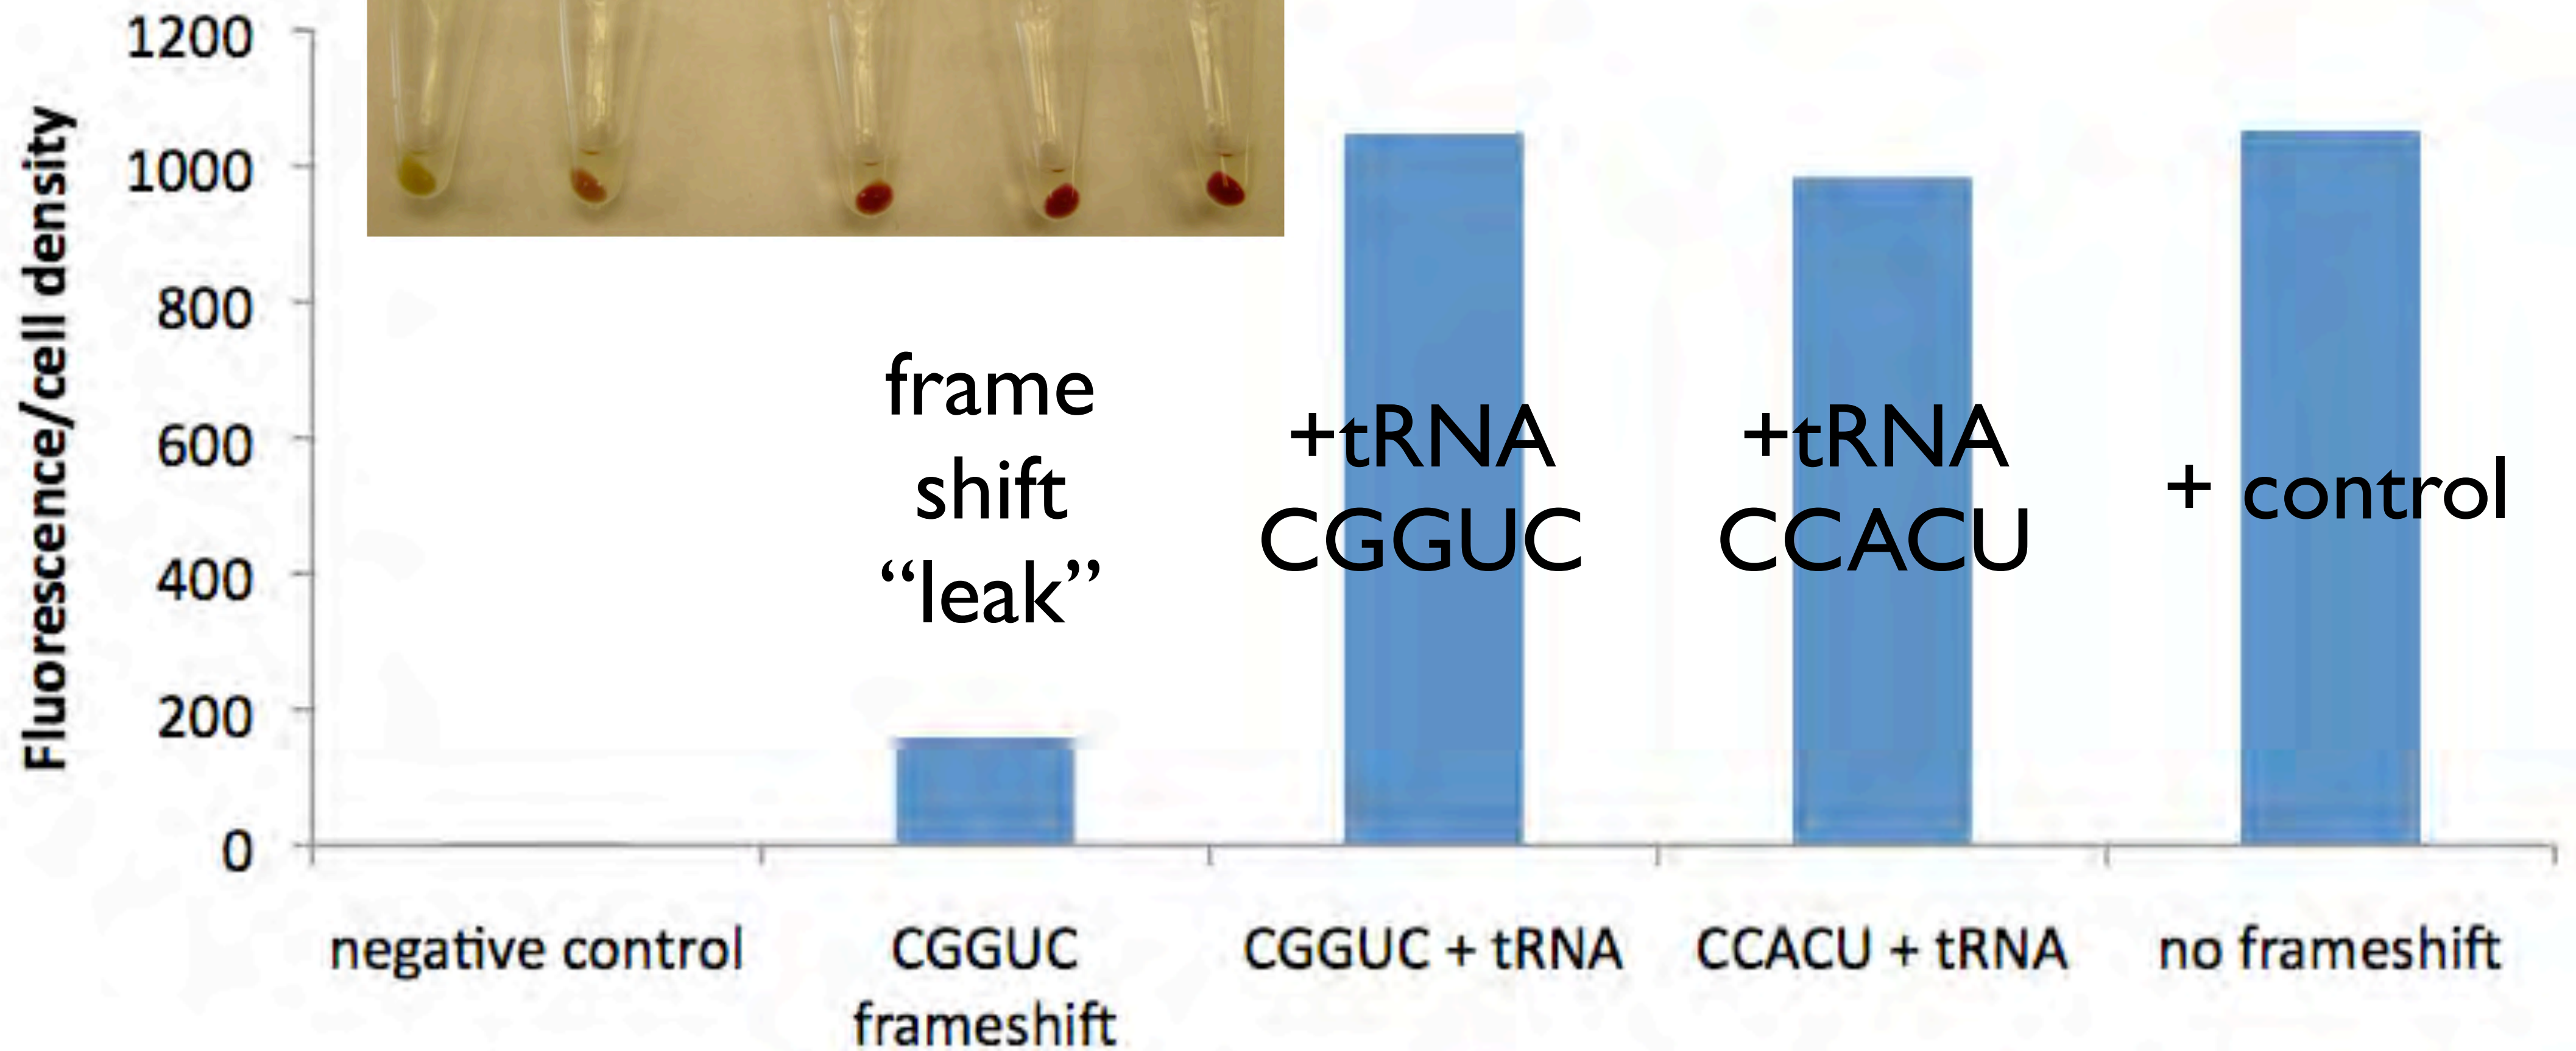 Fluorescence/cell density
1200
1000
800
600
400
200
0
frame
shift
“leak”
+tRNA
CGGUC
+tRNA
CCACU
+ control
negative control
CGGUC
frameshift
CGGUC + tRNA
CCACU + tRNA
no frameshift